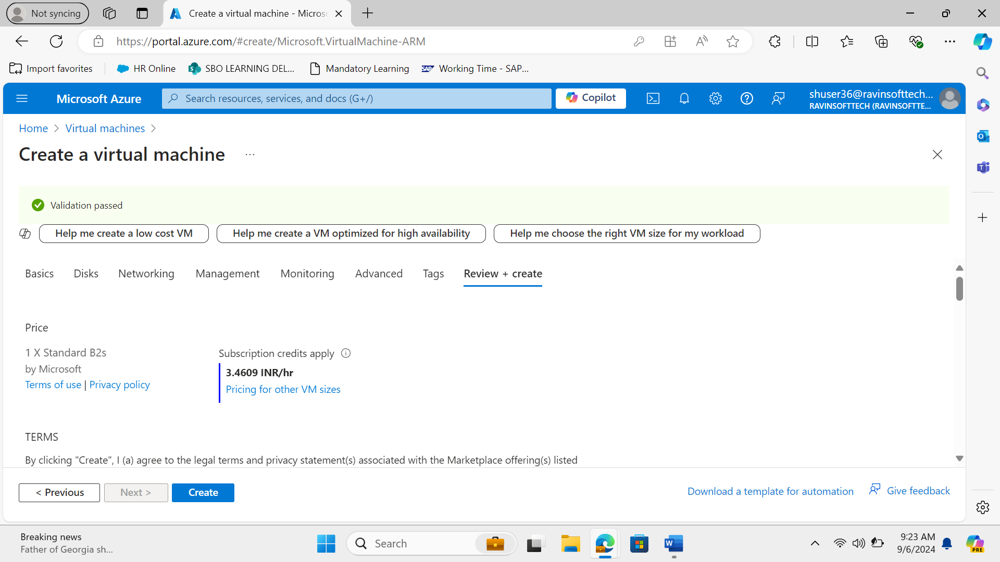 Not syncing
Create a virtual machine - Microso
https://portal.azure.com/#create/Microsoft.VirtualMachine-ARM
Import favorites
HR Online
SBO LEARNING DEL...
Mandatory Learning
Working Time - SAP...
Microsoft Azure
Search resources, services, and docs (G+/)
Copilot
shuser36@ravinsofttech...
RAVINSOFTTECH (RAVINSOFTTE...
Home > Virtual machines >
Create a virtual machine ...
Validation passed
Help me create a low cost VM
Help me create a VM optimized for high availability
Help me choose the right VM size for my workload
Basics Disks Networking Management Monitoring Advanced Tags Review + create
Price
1 X Standard B2s
by Microsoft
Terms of use | Privacy policy
Subscription credits apply
3.4609 INR/hr
Pricing for other VM sizes
TERMS
By clicking "Create", I (a) agree to the legal terms and privacy statement(s) associated with the Marketplace offering(s) listed
< Previous
Next >
Create
Download a template for automation
Give feedback
Breaking news
Father of Georgia sh...
Search
9:23 AM
9/6/2024
PRE